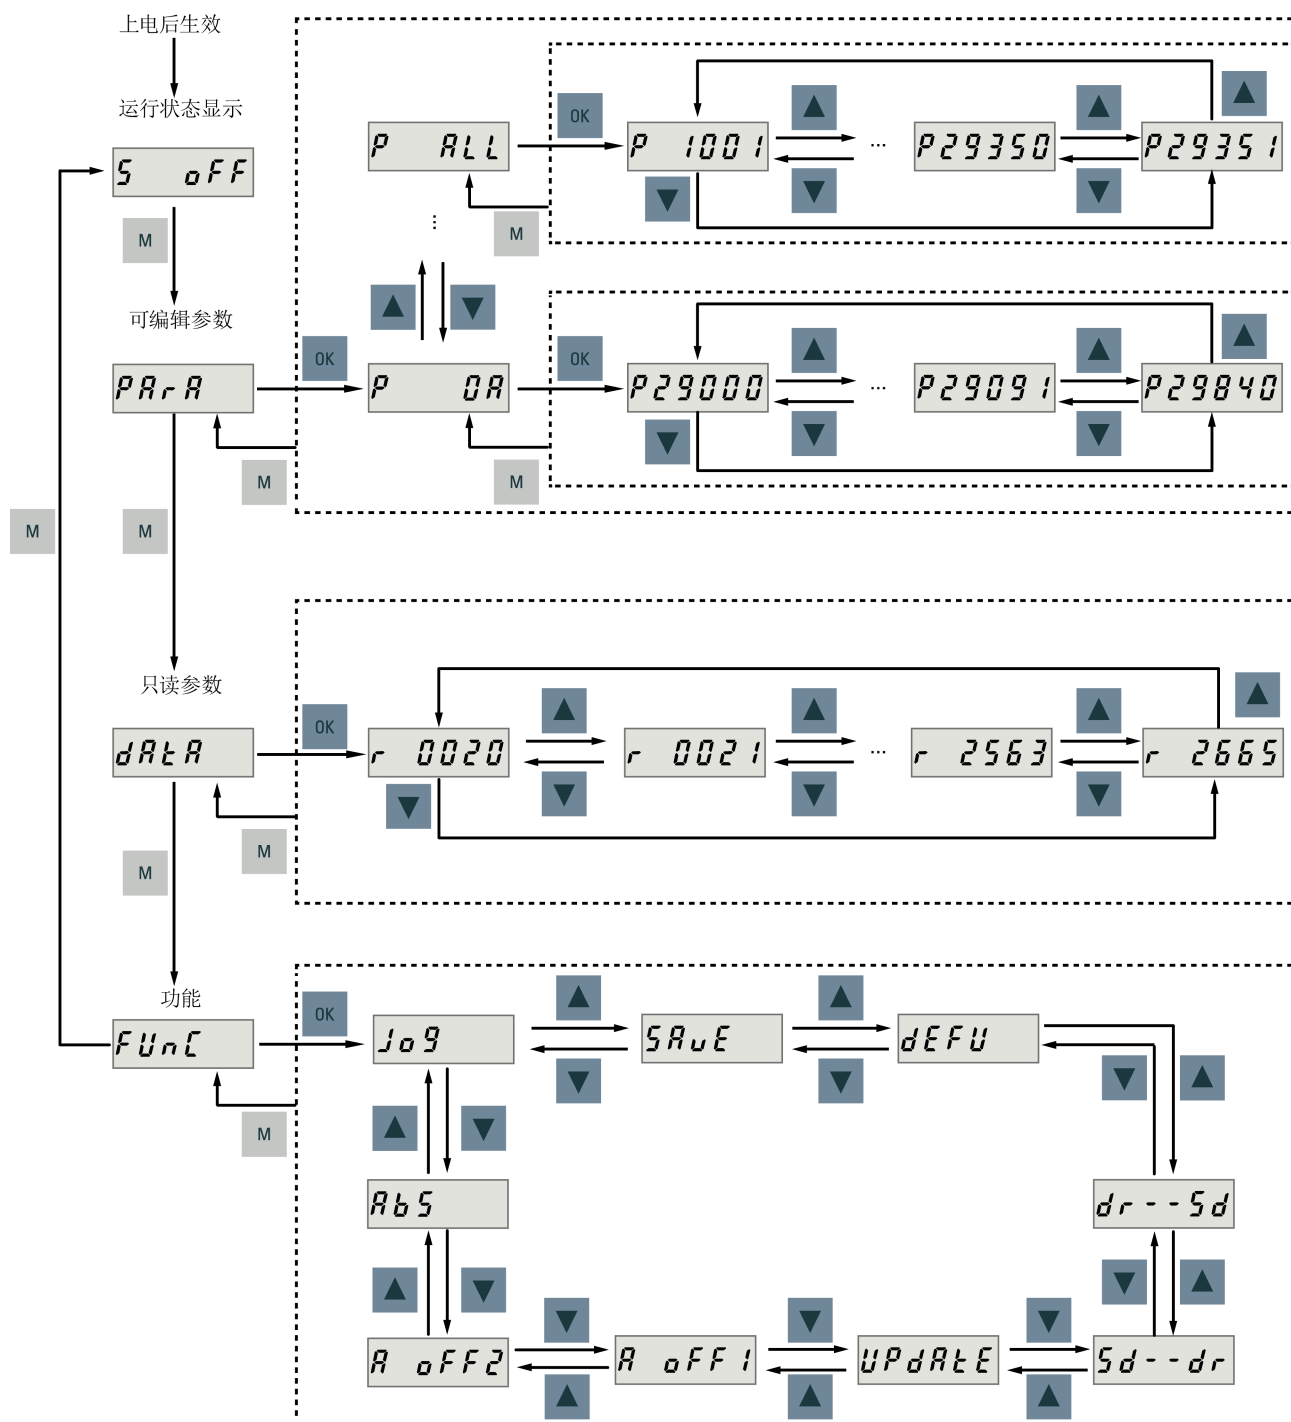 上电后生效
运行状态显示
S oFF
M
可编辑参数
PArA
OK
M
P ALL
OK
P 1001
...
P29350
P29351
M
...
P 0A
OK
P29000
...
P29091
P29840
M
M
M
只读参数
dAtA
OK
M
r 0020
r 0021
...
r 2563
r 2665
M
功能
FUnC
OK
M
JoG
SAvE
dEFU
AbS
dr--Sd
A oFF2
A oFF1
UPdAtE
Sd--dr